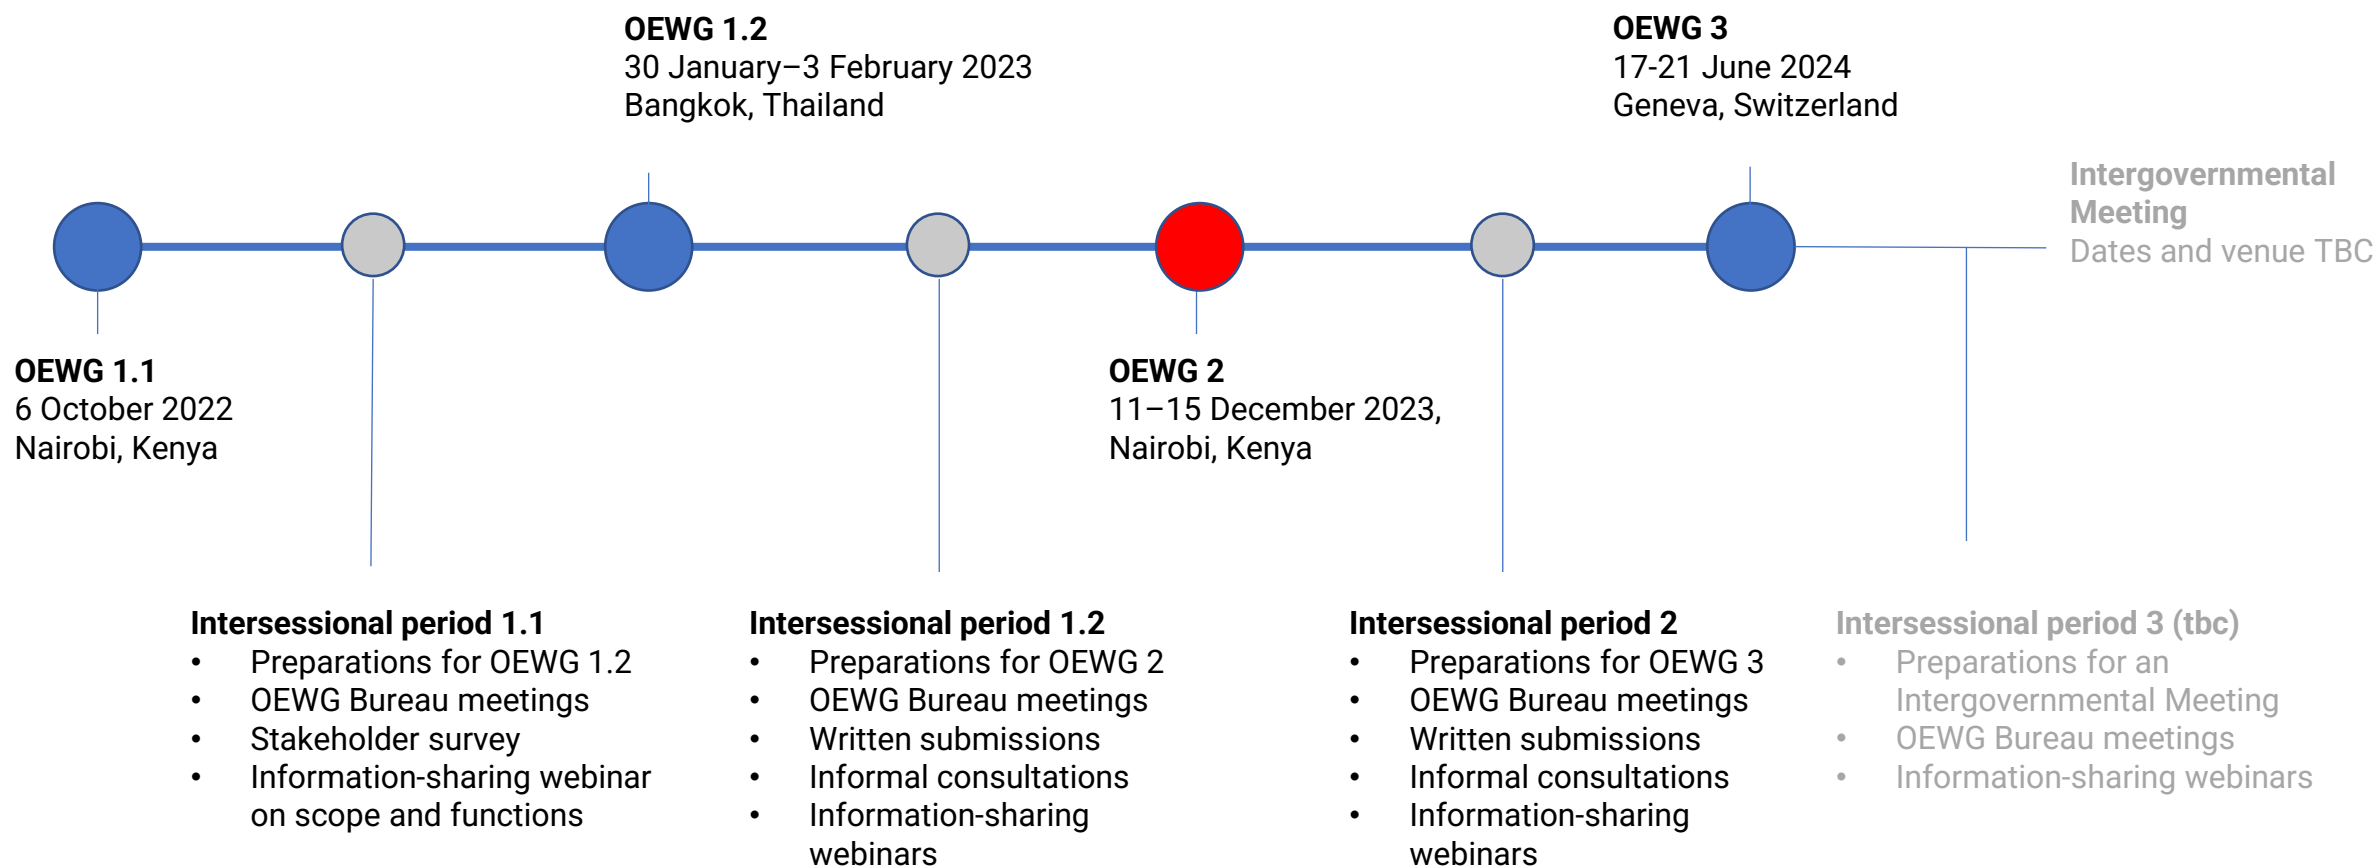 OEWG 1.2
30 January–3 February 2023
Bangkok, Thailand
OEWG 3
17-21 June 2024
Geneva, Switzerland
Intergovernmental
Meeting
Dates and venue TBC
OEWG 1.1
6 October 2022
Nairobi, Kenya
OEWG 2
11–15 December 2023,
Nairobi, Kenya
Intersessional period 1.1
• Preparations for OEWG 1.2
• OEWG Bureau meetings
• Stakeholder survey
• Information-sharing webinar
on scope and functions
Intersessional period 1.2
• Preparations for OEWG 2
• OEWG Bureau meetings
• Written submissions
• Informal consultations
• Information-sharing
webinars
Intersessional period 2
• Preparations for OEWG 3
• OEWG Bureau meetings
• Written submissions
• Informal consultations
• Information-sharing
webinars
Intersessional period 3 (tbc)
• Preparations for an
Intergovernmental Meeting
• OEWG Bureau meetings
• Information-sharing webinars